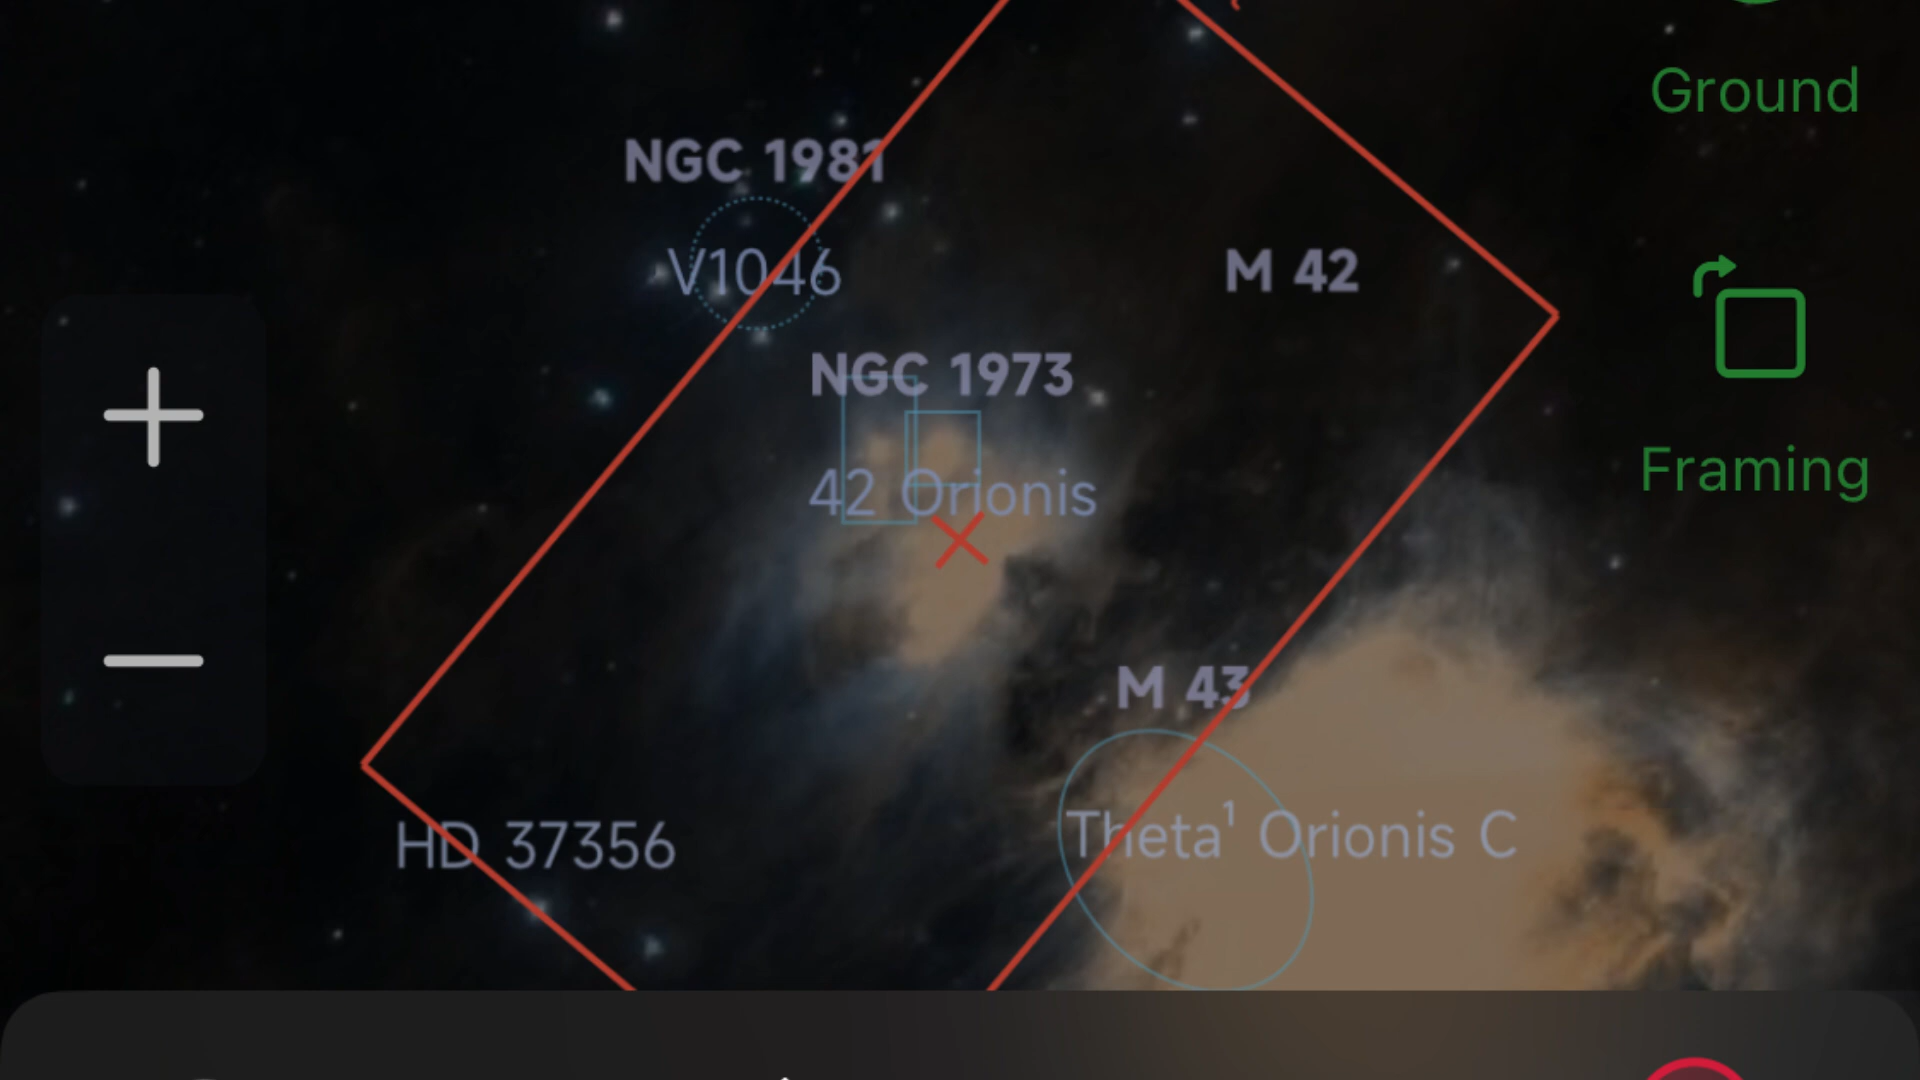 Ground
NGC 1981
V1046
M 42
NGC 1973
Framing
42 Orionis
M 43
Theta¹ Orionis C
HD 37356